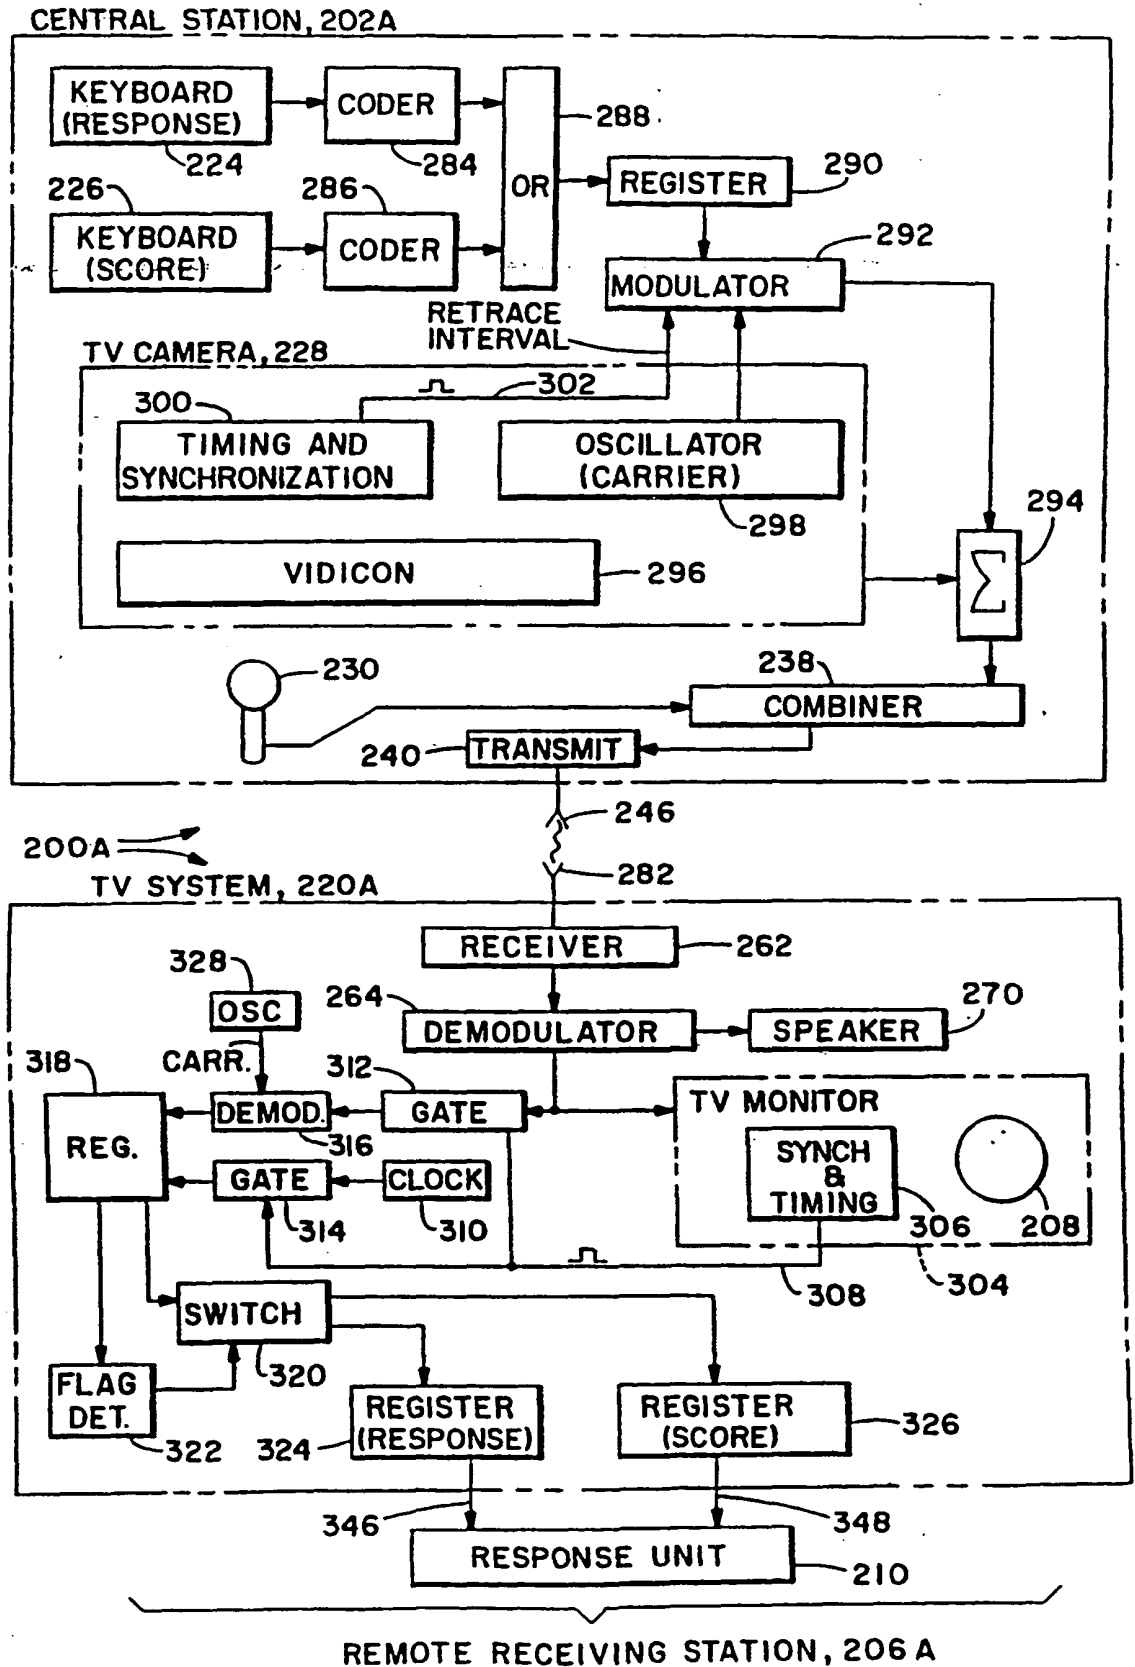 CENTRAL STATION, 202A
KEYBOARD
(RESPONSE)
224
CODER
284
OR
288
226
KEYBOARD
(SCORE)
286
CODER
REGISTER
290
292
MODULATOR
RETRACE
INTERVAL
TV CAMERA, 228
302
300
TIMING AND
SYNCHRONIZATION
OSCILLATOR
(CARRIER)
298
294
Σ
VIDICON
296
230
238
COMBINER
240
TRANSMIT
246
200A
282
TV SYSTEM, 220A
RECEIVER
262
328
OSC
264
DEMODULATOR
270
SPEAKER
CARR.
318
REG.
312
DEMOD.
316
GATE
TV MONITOR
SYNCH
&
TIMING
306
208
GATE
314
CLOCK
310
308
304
SWITCH
320
FLAG
DET.
322
REGISTER
(RESPONSE)
324
REGISTER
(SCORE)
326
346
348
RESPONSE UNIT
210
REMOTE RECEIVING STATION, 206A